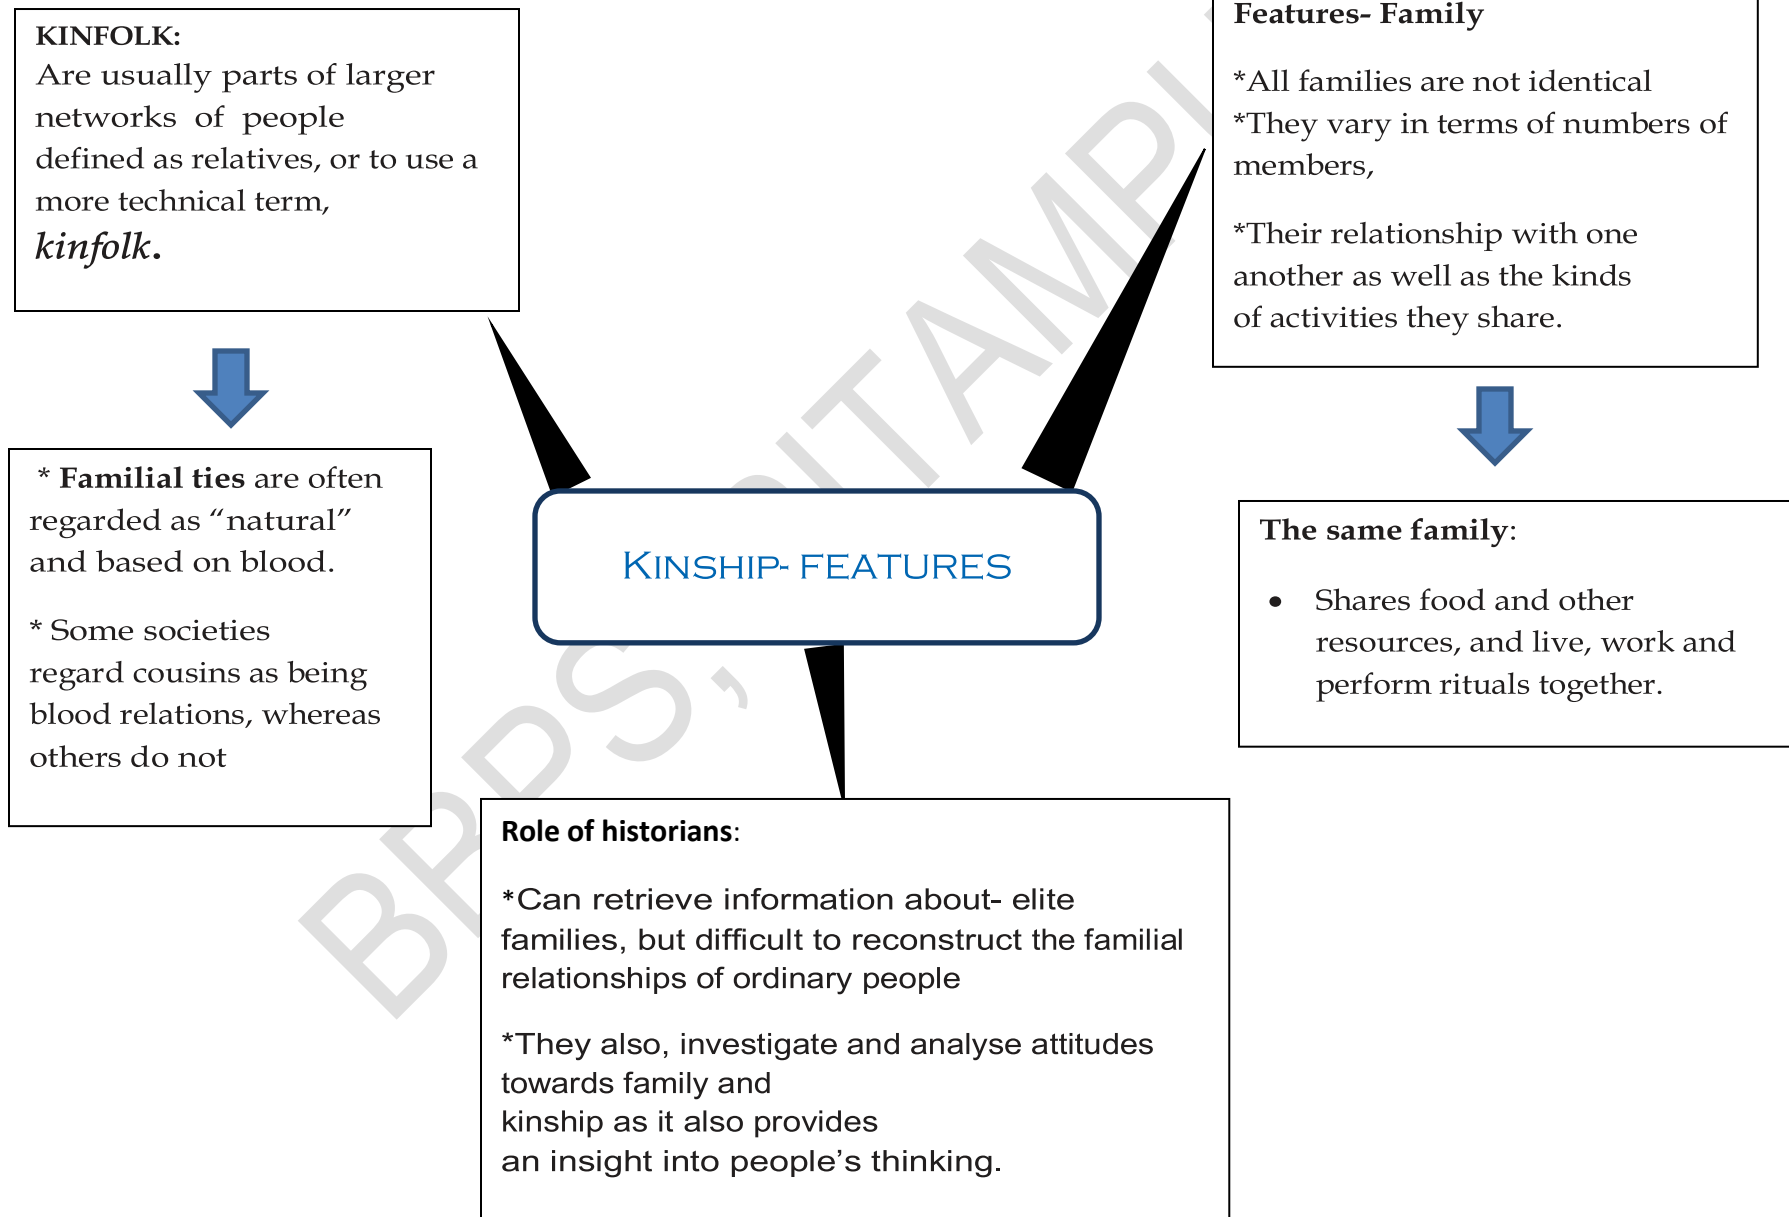 KINFOLK:
Are usually parts of larger
networks of people
defined as relatives, or to use a
more technical term,
kinfolk.
* Familial ties are often
regarded as “natural”
and based on blood.
* Some societies
regard cousins as being
blood relations, whereas
others do not
KINSHIP- FEATURES
Features- Family
*All families are not identical
*They vary in terms of numbers of
members,
*Their relationship with one
another as well as the kinds
of activities they share.
The same family:
• Shares food and other
resources, and live, work and
perform rituals together.
Role of historians:
*Can retrieve information about- elite
families, but difficult to reconstruct the familial
relationships of ordinary people
*They also, investigate and analyse attitudes
towards family and
kinship as it also provides
an insight into people’s thinking.